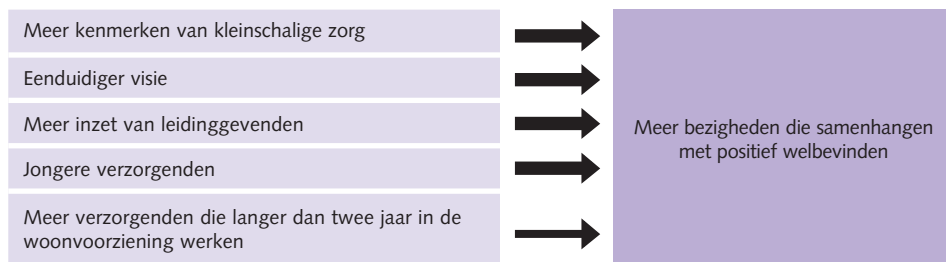 Meer kenmerken van kleinschalige zorg
Eenduidiger visie
Meer inzet van leidinggevenden
Jongere verzorgenden
Meer verzorgenden die langer dan twee jaar in de
woonvoorziening werken
Meer bezigheden die samenhangen
met positief welbevinden